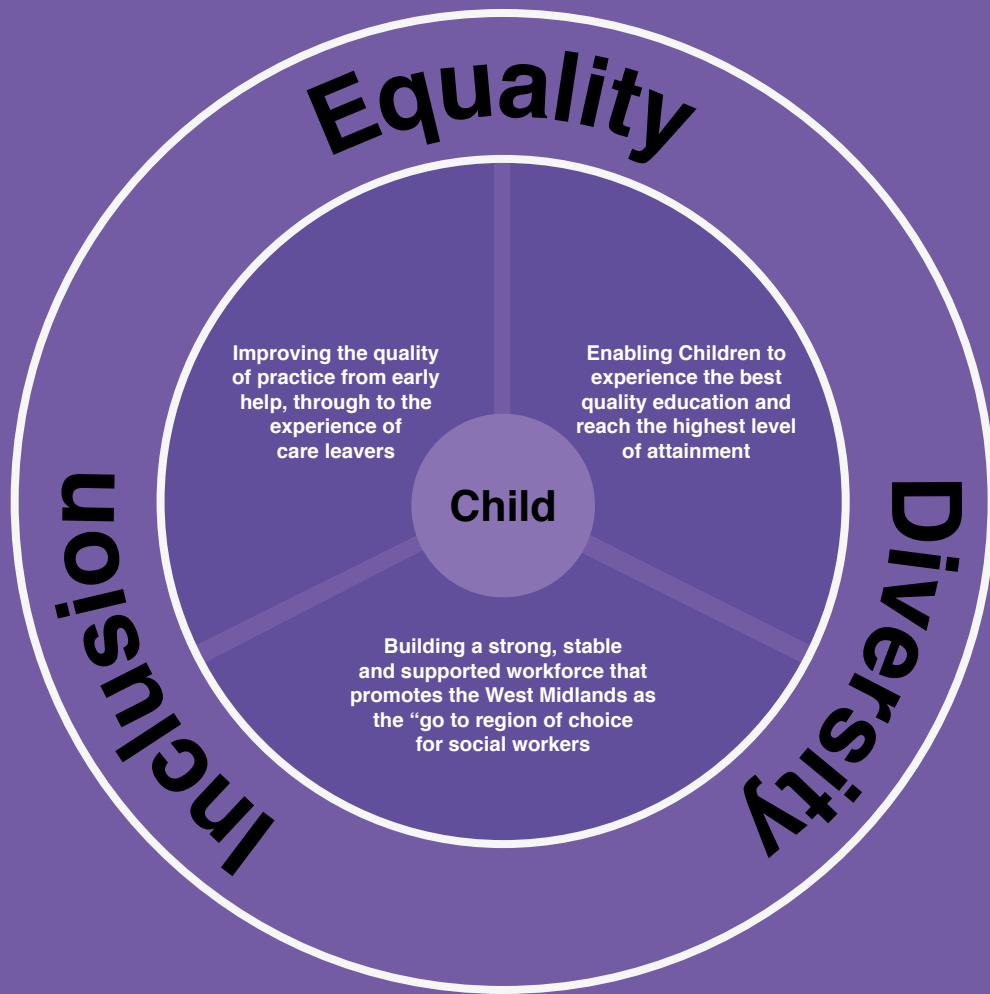 Equality
Improving the quality
of practice from early
help, through to the
experience of
care leavers
Enabling Children to
experience the best
quality education and
reach the highest level
of attainment
Child
Building a strong, stable
and supported workforce that
promotes the West Midlands as
the “go to region of choice
for social workers
Inclusion
Diversity